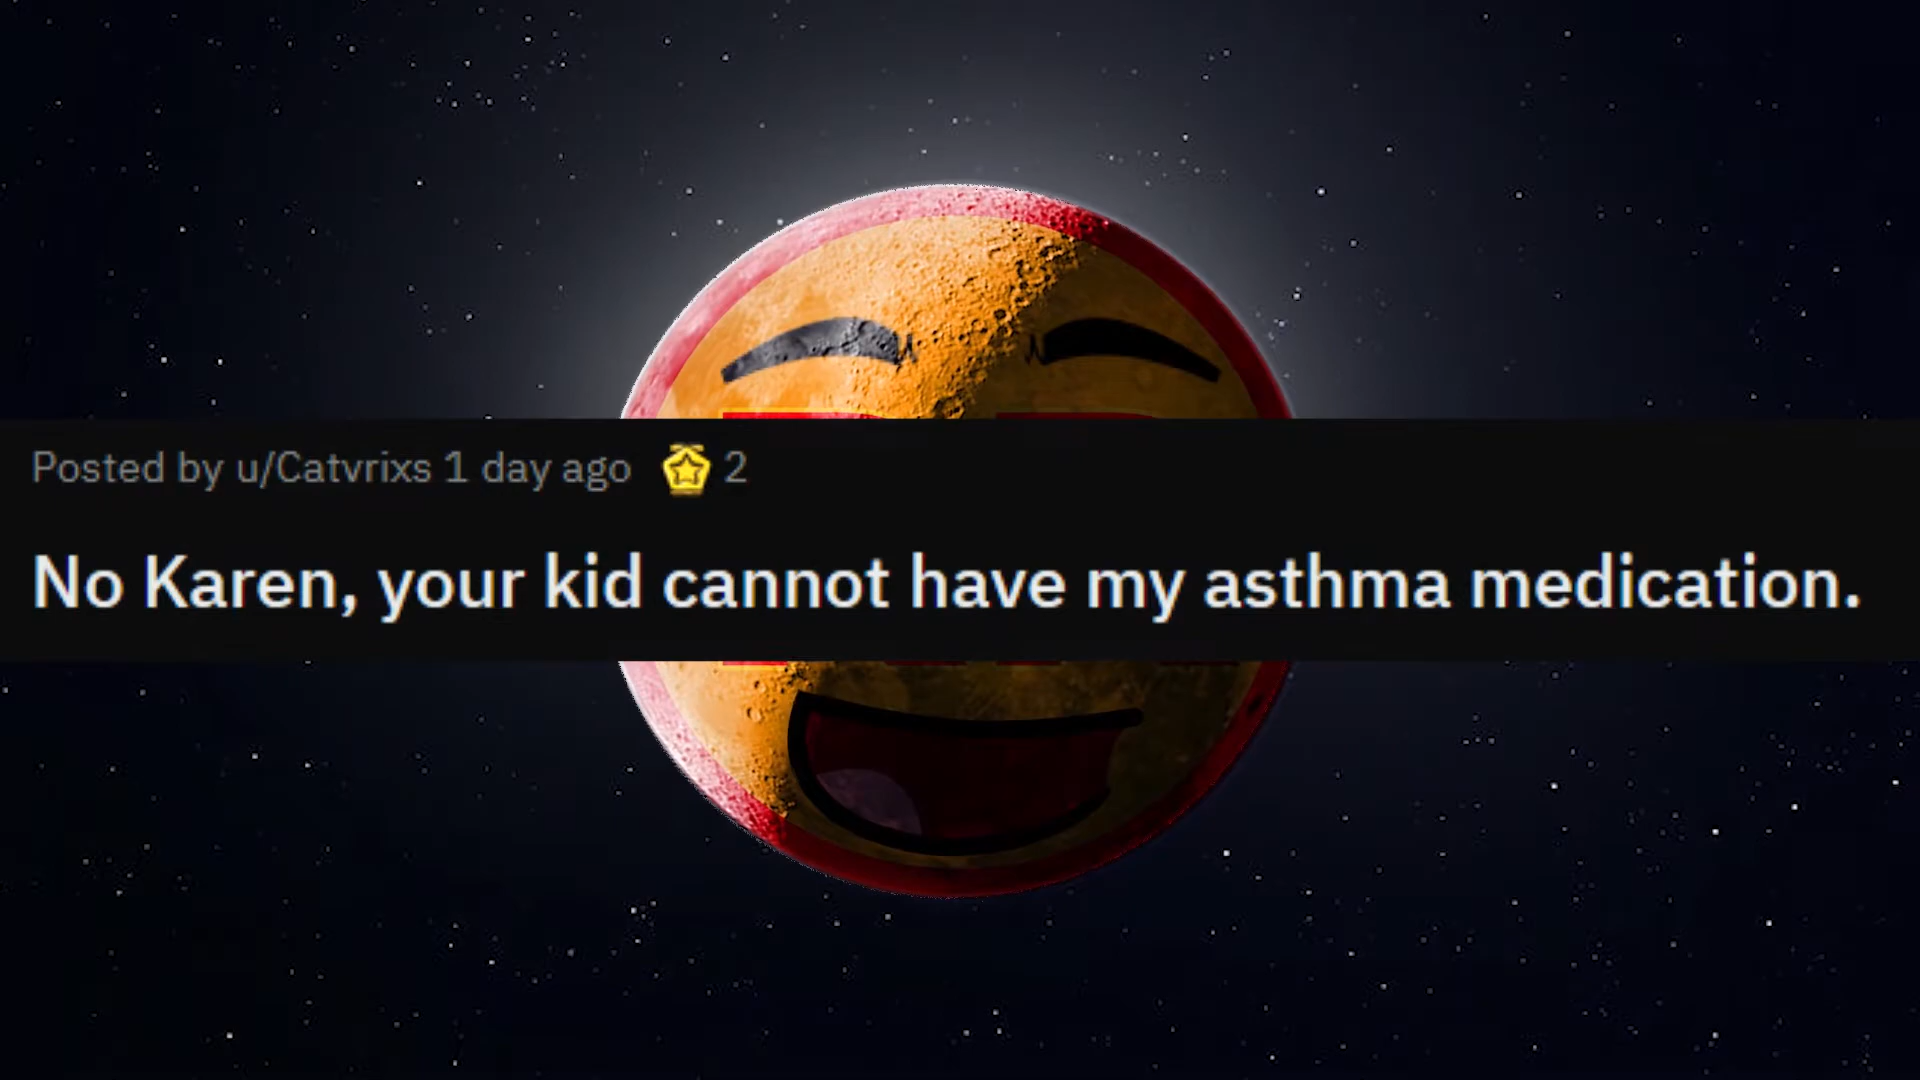 Posted by u/Catvrixs 1 day ago 2
No Karen, your kid cannot have my asthma medication.